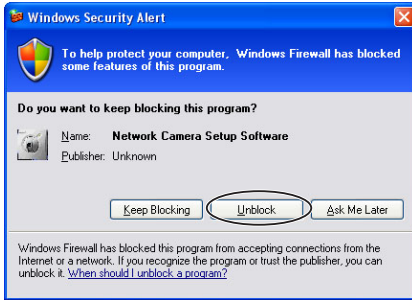 Windows Security Alert
To help protect your computer, Windows Firewall has blocked
some features of this program.
Do you want to keep blocking this program?
Name: Network Camera Setup Software
Publisher: Unknown
Keep Blocking Unblock Ask Me Later
Windows Firewall has blocked this program from accepting connections from the
Internet or a network. If you recognize the program or trust the publisher, you can
unblock it. When should I unblock a program?